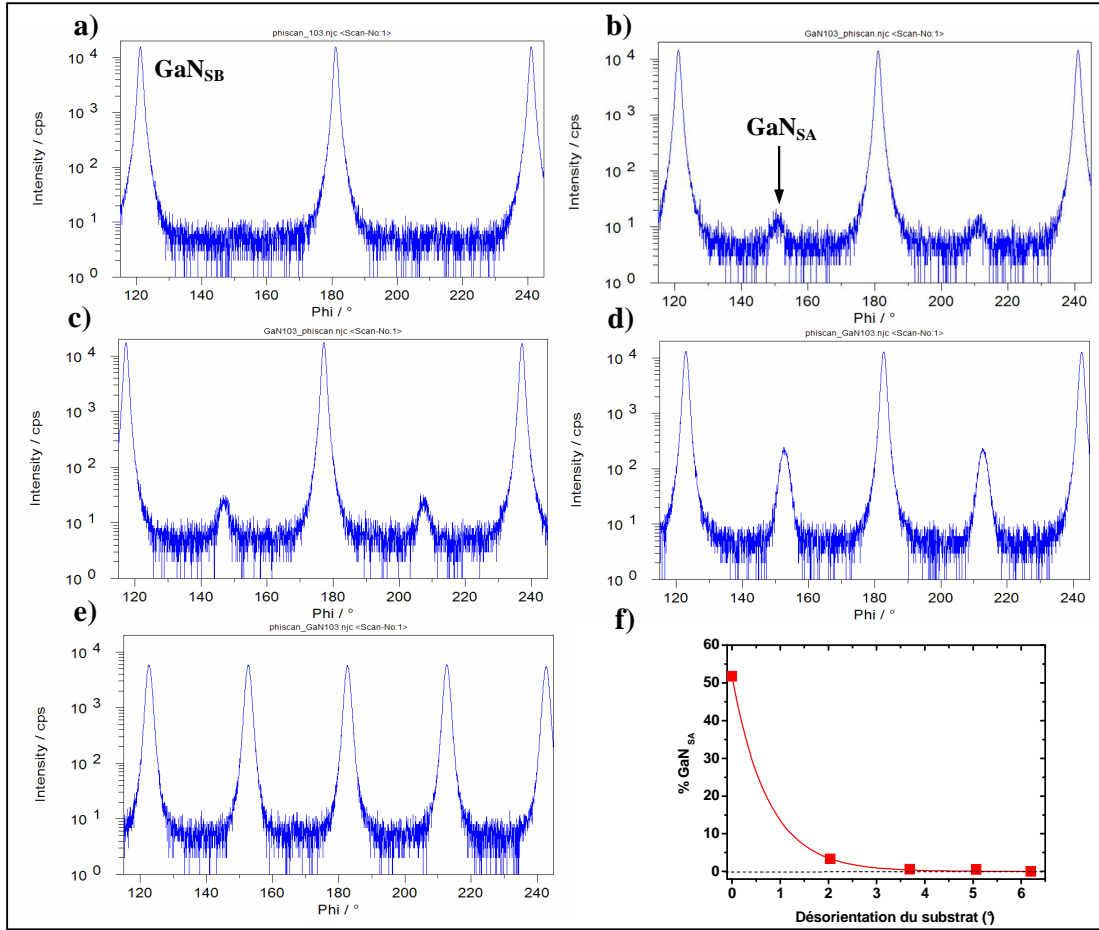 a)
phiscan_103.njc <Scan-No:1>
GaN_SB
Intensity / cps
10^4
10^3
10^2
10^1
10^0
120 140 160 180 200 220 240
Phi / °
b)
GaN103_phiscan.njc <Scan-No:1>
GaN_SA
Intensity / cps
10^4
10^3
10^2
10^1
10^0
120 140 160 180 200 220 240
Phi / °
c)
GaN103_phiscan.njc <Scan-No:1>
Intensity / cps
10^4
10^3
10^2
10^1
10^0
120 140 160 180 200 220 240
Phi / °
d)
phiscan_GaN103.njc <Scan-No:1>
Intensity / cps
10^4
10^3
10^2
10^1
10^0
120 140 160 180 200 220 240
Phi / °
e)
phiscan_GaN103.njc <Scan-No:1>
Intensity / cps
10^4
10^3
10^2
10^1
10^0
120 140 160 180 200 220 240
Phi / °
f)
% GaN_SA
60
50
40
30
20
10
0
0 1 2 3 4 5 6
Désorientation du substrat (°)